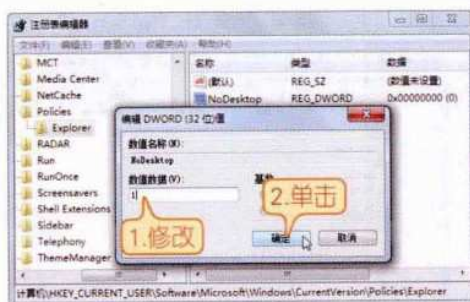 注册表编辑器
文件(F) 编辑(E) 查看(V) 收藏夹(A) 帮助(H)
MCT
Media Center
NetCache
Policies
Explorer
RADAR
Run
RunOnce
Screensavers
Shell Extensions
Sidebar
Telephony
ThemeManager
名称 类型 数据
(默认) REG_SZ (数值未设置)
NoDesktop REG_DWORD 0x00000000 (0)
编辑 DWORD (32 位)值
数值名称(N):
NoDesktop
数值数据(V):
基数
1
1.修改
2.单击
确定
取消
计算机\HKEY_CURRENT_USER\Software\Microsoft\Windows\CurrentVersion\Policies\Explorer